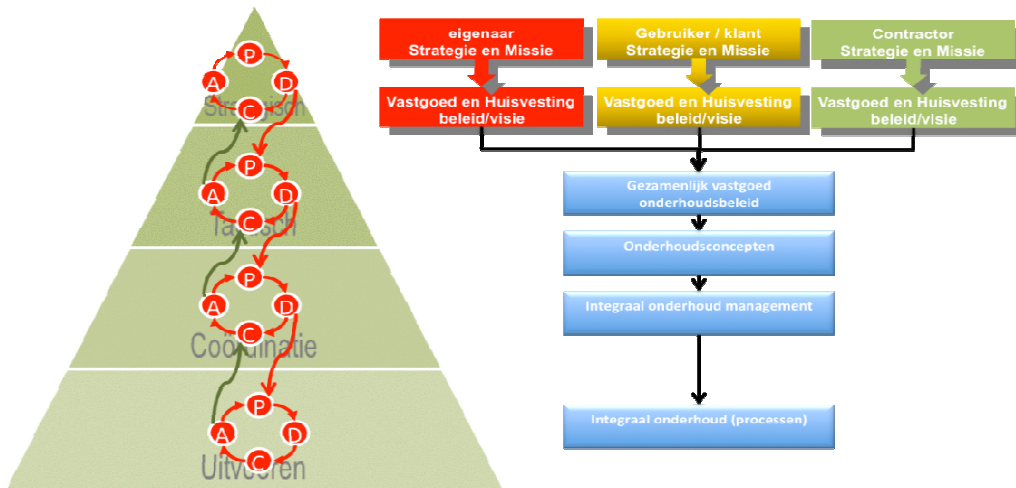 P
A
D
C
Strategisch
P
A
D
C
Tactisch
P
A
D
C
Coördinatie
P
A
D
C
Uitvoeren
eigenaar
Strategie en Missie
Gebruiker / klant
Strategie en Missie
Contractor
Strategie en Missie
Vastgoed en Huisvesting
beleid/visie
Vastgoed en Huisvesting
beleid/visie
Vastgoed en Huisvesting
beleid/visie
Gezamenlijk vastgoed
onderhoudsbeleid
Onderhoudsconcepten
Integraal onderhoud management
Integraal onderhoud (processen)